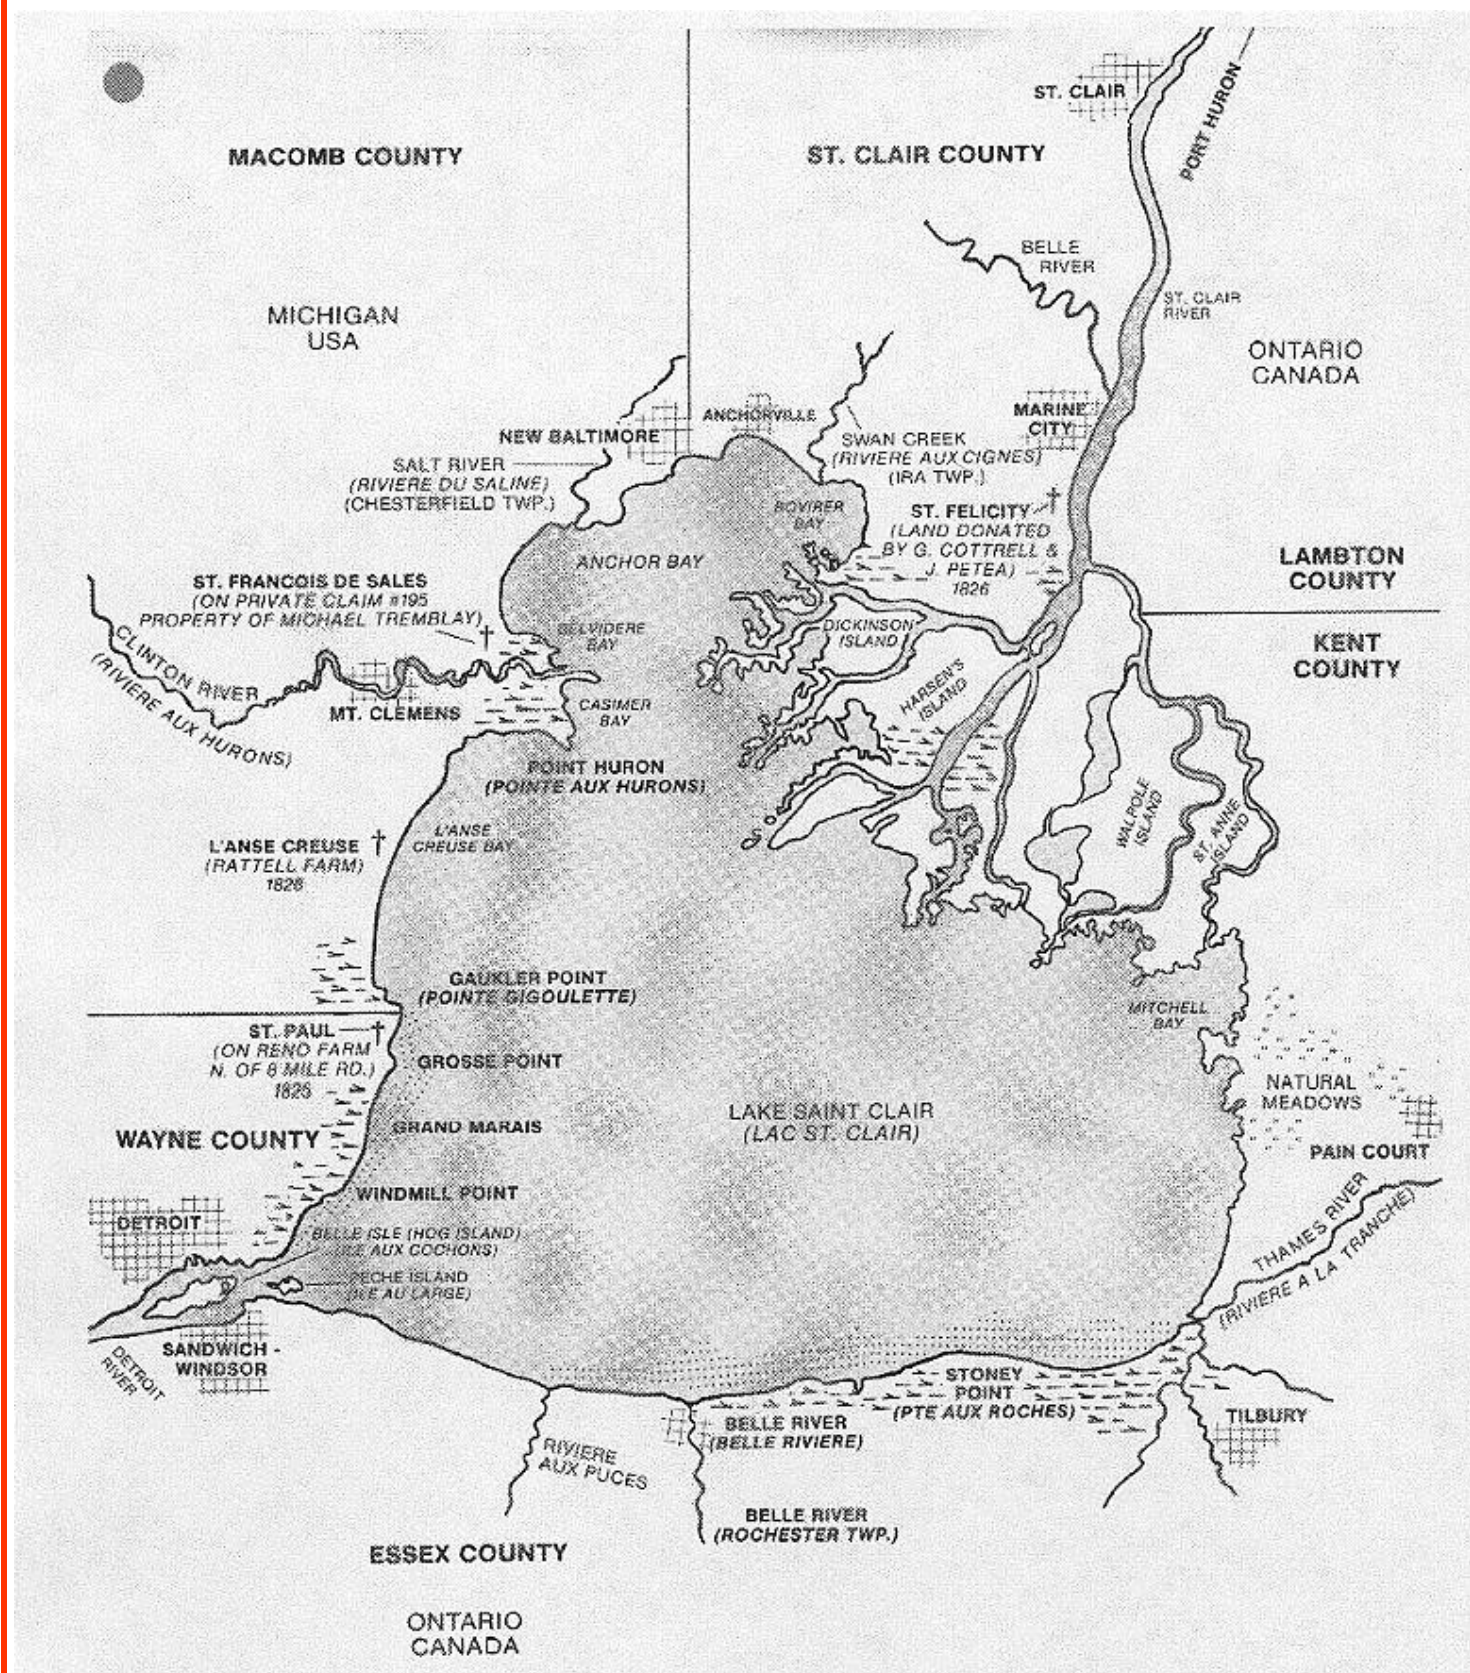 ST. CLAIR
PORT HURON
MACOMB COUNTY
ST. CLAIR COUNTY
BELLE
RIVER
ST. CLAIR
RIVER
MICHIGAN
USA
ONTARIO
CANADA
ANCHORVILLE
MARINE
CITY
NEW BALTIMORE
SWAN CREEK
(RIVIERE AUX CIGNES)
(IRA TWP.)
SALT RIVER
(RIVIERE DU SALINE)
(CHESTERFIELD TWP.)
BOVIRER
BAY
ST. FELICITY
(LAND DONATED
BY G. COTTRELL &
J. PETEA)
1826
ANCHOR BAY
LAMBTON
COUNTY
ST. FRANCOIS DE SALES
(ON PRIVATE CLAIM #195
PROPERTY OF MICHAEL TREMBLAY)
BELVIDERE
BAY
DICKINSON
ISLAND
KENT
COUNTY
CLINTON RIVER
(RIVIERE AUX HURONS)
MT. CLEMENS
CASIMER
BAY
HARSEN'S
ISLAND
POINT HURON
(POINTE AUX HURONS)
L'ANSE
CREUSE BAY
L'ANSE CREUSE
(RATTELL FARM)
1826
WALPOLE
ISLAND
ST. ANNE
ISLAND
GAUKLER POINT
(POINTE GIGOULETTE)
MITCHELL
BAY
ST. PAUL
(ON RENO FARM
N. OF 8 MILE RD.)
1825
GROSSE POINT
NATURAL
MEADOWS
LAKE SAINT CLAIR
(LAC ST. CLAIR)
GRAND MARAIS
WAYNE COUNTY
PAIN COURT
WINDMILL POINT
DETROIT
BELLE ISLE (HOG ISLAND)
(ILE AUX COCHONS)
THAMES RIVER
(RIVIERE A LA TRANCHE)
PECHE ISLAND
(ILE AU LARGE)
SANDWICH -
WINDSOR
DETROIT
RIVER
STONEY
POINT
(PTE AUX ROCHES)
TILBURY
BELLE RIVER
(BELLE RIVIERE)
RIVIERE
AUX PUCES
BELLE RIVER
(ROCHESTER TWP.)
ESSEX COUNTY
ONTARIO
CANADA